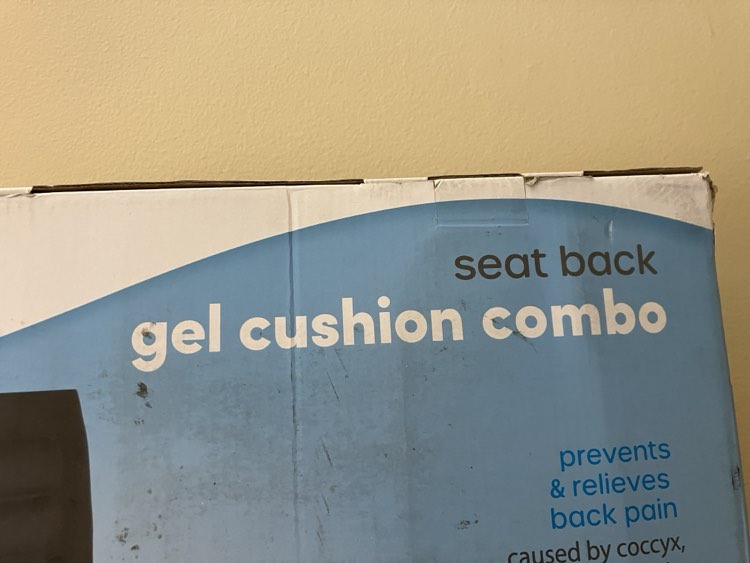 seat back
gel cushion combo
prevents
& relieves
back pain
caused by coccyx,